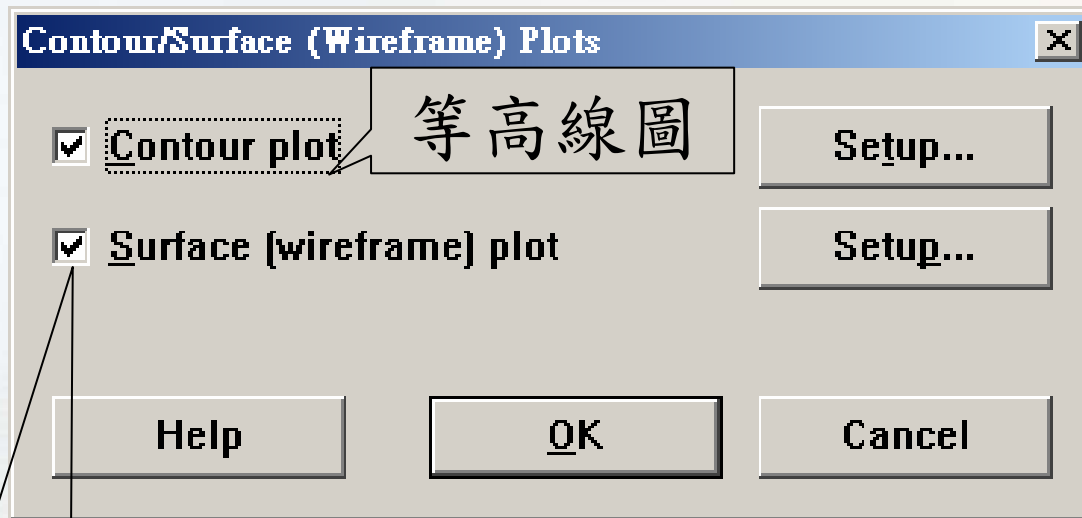 Contour/Surface (Wireframe) Plots
Contour plot
等高線圖
Setup...
Surface (wireframe) plot
Setup...
Help
OK
Cancel